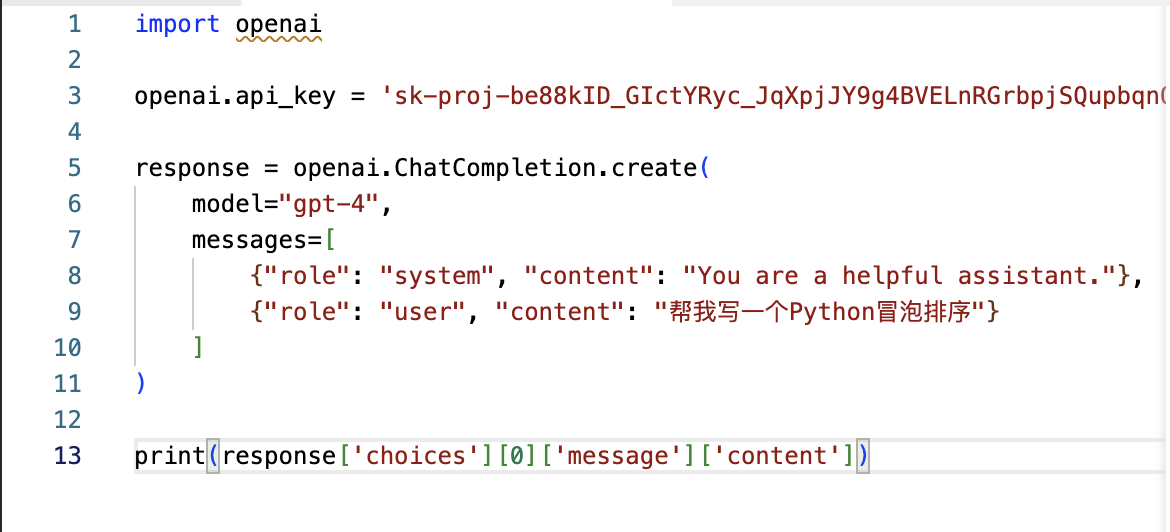 1 import openai
2
3 openai.api_key = 'sk-proj-be88kID_GIctYRyc_JqXpjJY9g4BVELnRGrbpjSQupbqn
4
5 response = openai.ChatCompletion.create(
6     model="gpt-4",
7     messages=[
8         {"role": "system", "content": "You are a helpful assistant."},
9         {"role": "user", "content": "帮我写一个Python冒泡排序"}
10     ]
11 )
12
13 print(response['choices'][0]['message']['content'])